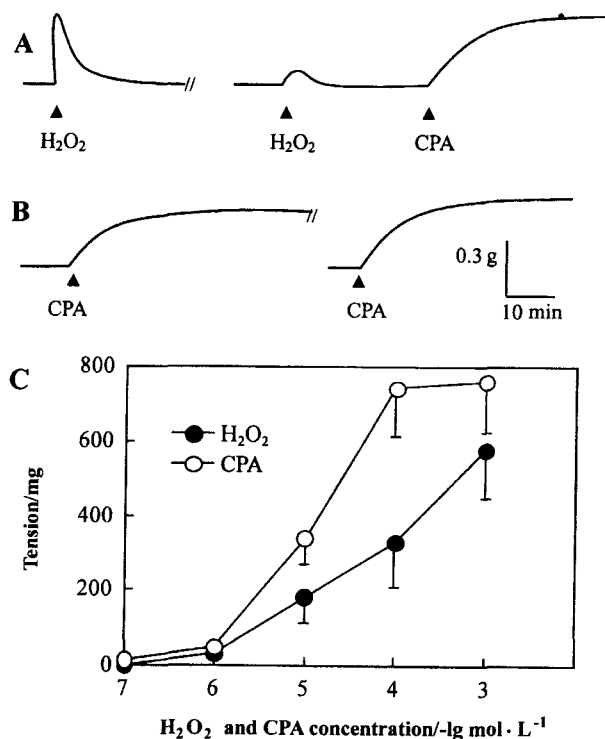 A
H₂O₂
H₂O₂
CPA
B
CPA
CPA
0.3 g
10 min
C
800
600
400
200
0
H₂O₂
CPA
Tension/mg
7 6 5 4 3
H₂O₂ and CPA concentration/-lg mol · L⁻¹